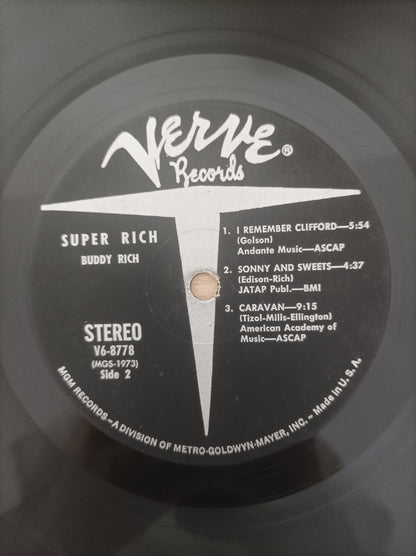 VERVE®
Records
SUPER RICH
BUDDY RICH
STEREO
V6-8778
(MGS-1973)
Side 2
1. I REMEMBER CLIFFORD—5:54
(Golson)
Andante Music—ASCAP
2. SONNY AND SWEETS—4:37
(Edison-Rich)
JATAP Publ.—BMI
3. CARAVAN—9:15
(Tizol-Mills-Ellington)
American Academy of
Music—ASCAP
MGM RECORDS—A DIVISION OF METRO-GOLDWYN-MAYER, INC.—Made in U.S.A.